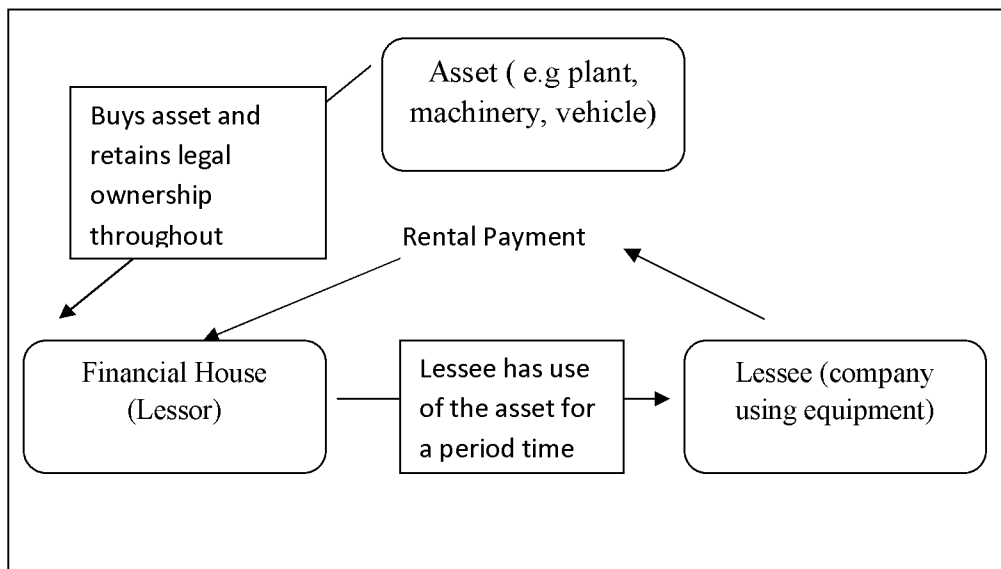 Asset ( e.g plant,
machinery, vehicle)
Buys asset and
retains legal
ownership
throughout
Rental Payment
Financial House
(Lessor)
Lessee has use
of the asset for
a period time
Lessee (company
using equipment)